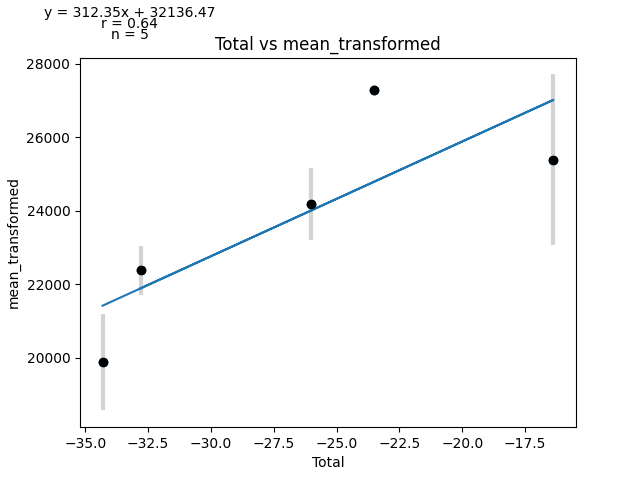 y = 312.35x + 32136.47
r = 0.64
n = 5
Total vs mean_transformed
28000
26000
24000
22000
20000
mean_transformed
−35.0 −32.5 −30.0 −27.5 −25.0 −22.5 −20.0 −17.5
Total